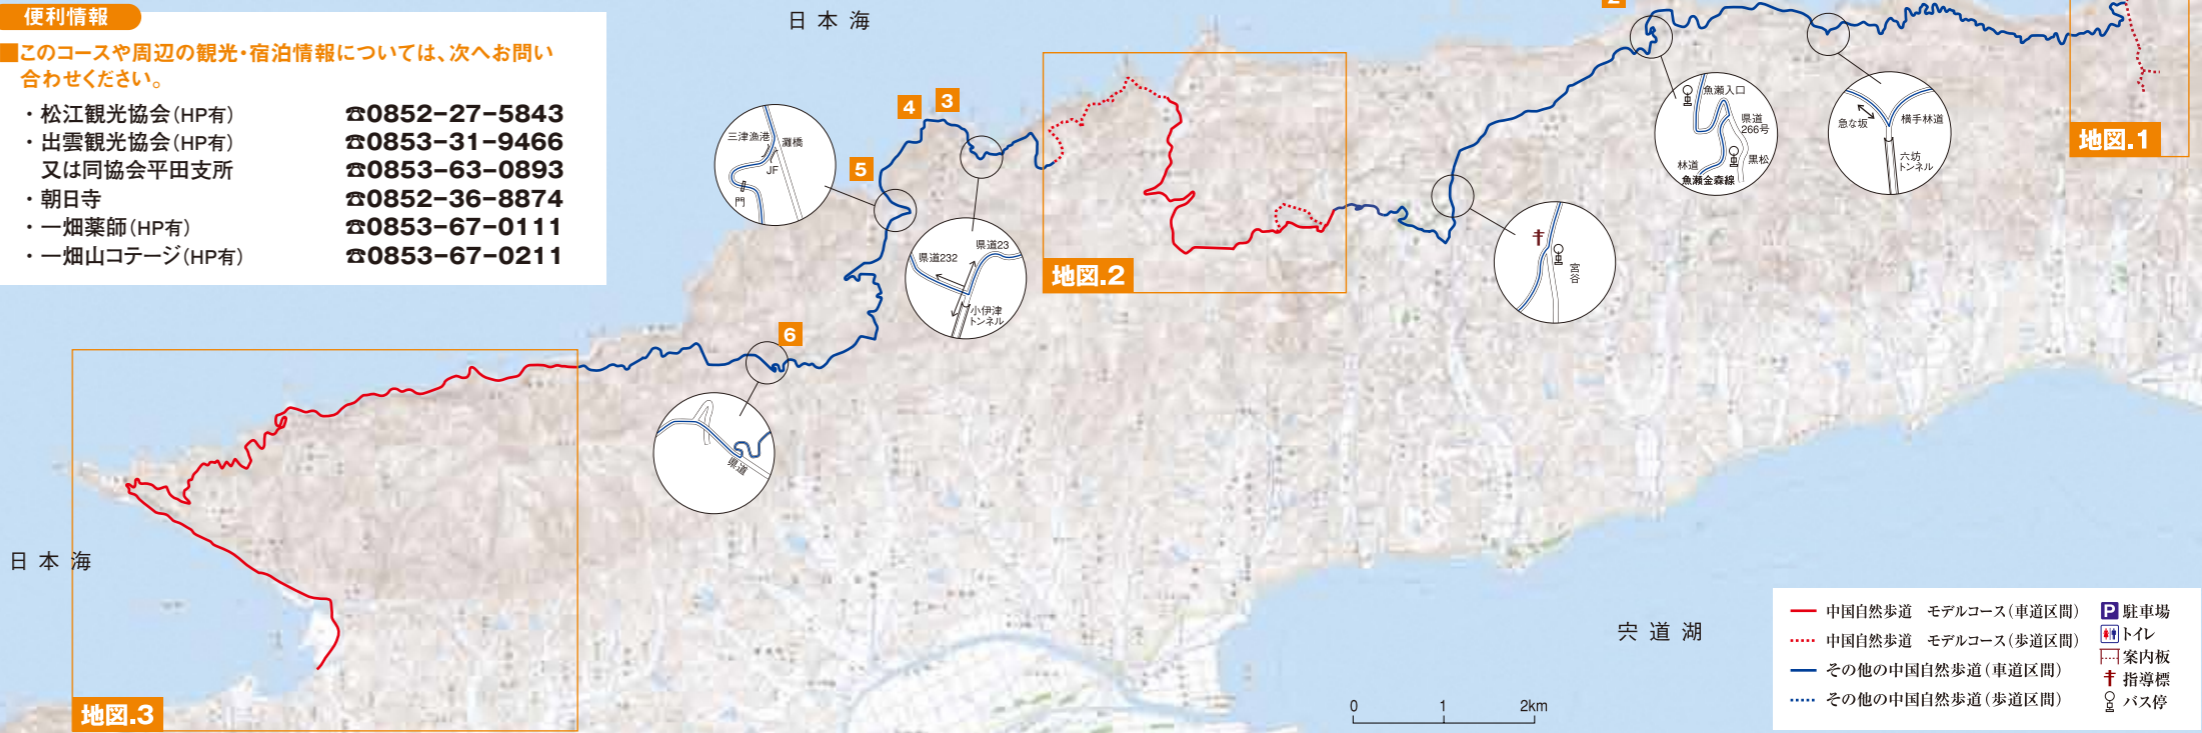 便利情報
■このコースや周辺の観光・宿泊情報については、次へお問い
合わせください。
・松江観光協会(HP有) ☎0852-27-5843
・出雲観光協会(HP有) ☎0853-31-9466
又は同協会平田支所 ☎0853-63-0893
・朝日寺 ☎0852-36-8874
・一畑薬師(HP有) ☎0853-67-0111
・一畑山コテージ(HP有) ☎0853-67-0211
日本海
2
4
3
5
6
三津漁港
灘橋
JF
門
県道232
県道23
小伊津
トンネル
県道
地図.2
宮谷
魚瀬入口
県道
266号
林道
黒松
魚瀬金森線
急な坂
横手林道
六坊
トンネル
地図.1
日本海
地図.3
宍道湖
0 1 2km
中国自然歩道 モデルコース(車道区間)
中国自然歩道 モデルコース(歩道区間)
その他の中国自然歩道(車道区間)
その他の中国自然歩道(歩道区間)
P 駐車場
トイレ
案内板
指導標
バス停